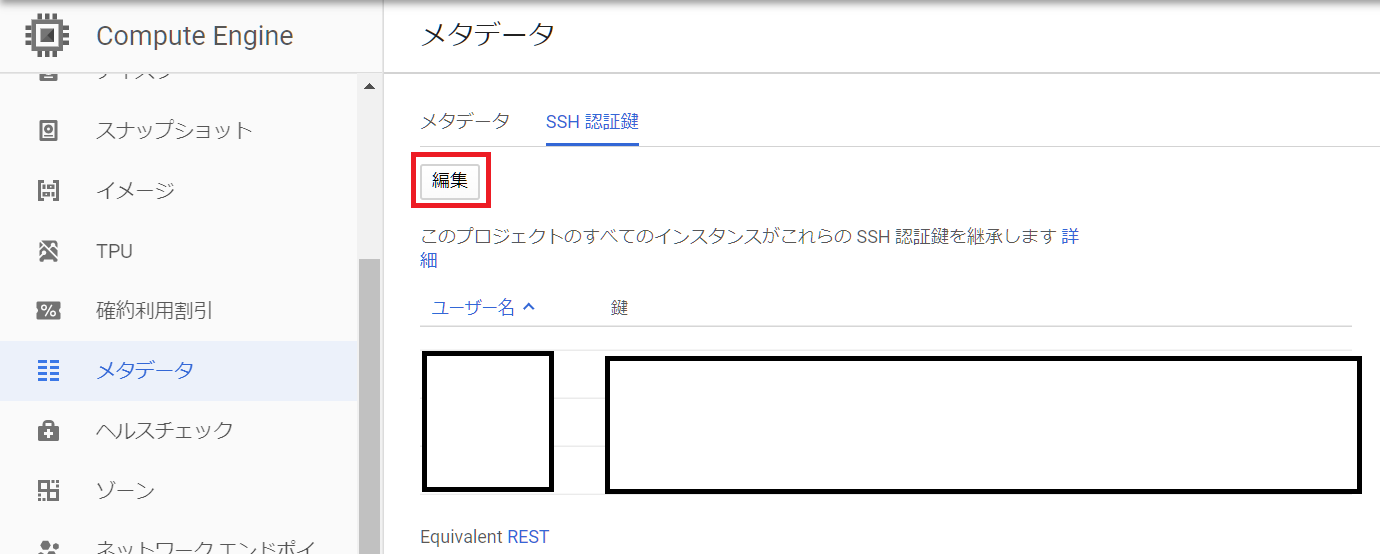 Compute Engine
メタデータ
ディスク
スナップショット
イメージ
TPU
確約利用割引
メタデータ
ヘルスチェック
ゾーン
ネットワーク エンドポイ
メタデータ
SSH 認証鍵
編集
このプロジェクトのすべてのインスタンスがこれらの SSH 認証鍵を継承します 詳
細
ユーザー名
鍵
Equivalent REST